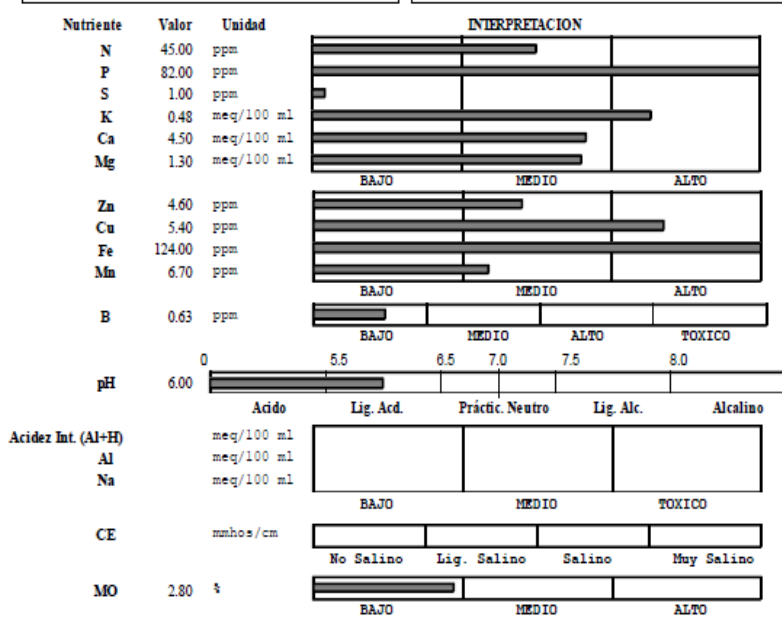 Nutriente Valor Unidad INTERPRETACION
N 45.00 ppm
P 82.00 ppm
S 1.00 ppm
K 0.48 meq/100 ml
Ca 4.50 meq/100 ml
Mg 1.30 meq/100 ml
BAJO MEDIO ALTO
Zn 4.60 ppm
Cu 5.40 ppm
Fe 124.00 ppm
Mn 6.70 ppm
BAJO MEDIO ALTO
B 0.63 ppm
BAJO MEDIO ALTO TOXICO
0 5.5 6.5 7.0 7.5 8.0
pH 6.00
Acido Lig. Acd. Práctic. Neutro Lig. Alc. Alcalino
Acidez Int. (Al+H) meq/100 ml
Al meq/100 ml
Na meq/100 ml
BAJO MEDIO TOXICO
CE mmhos/cm
No Salino Lig. Salino Salino Muy Salino
MO 2.80 %
BAJO MEDIO ALTO